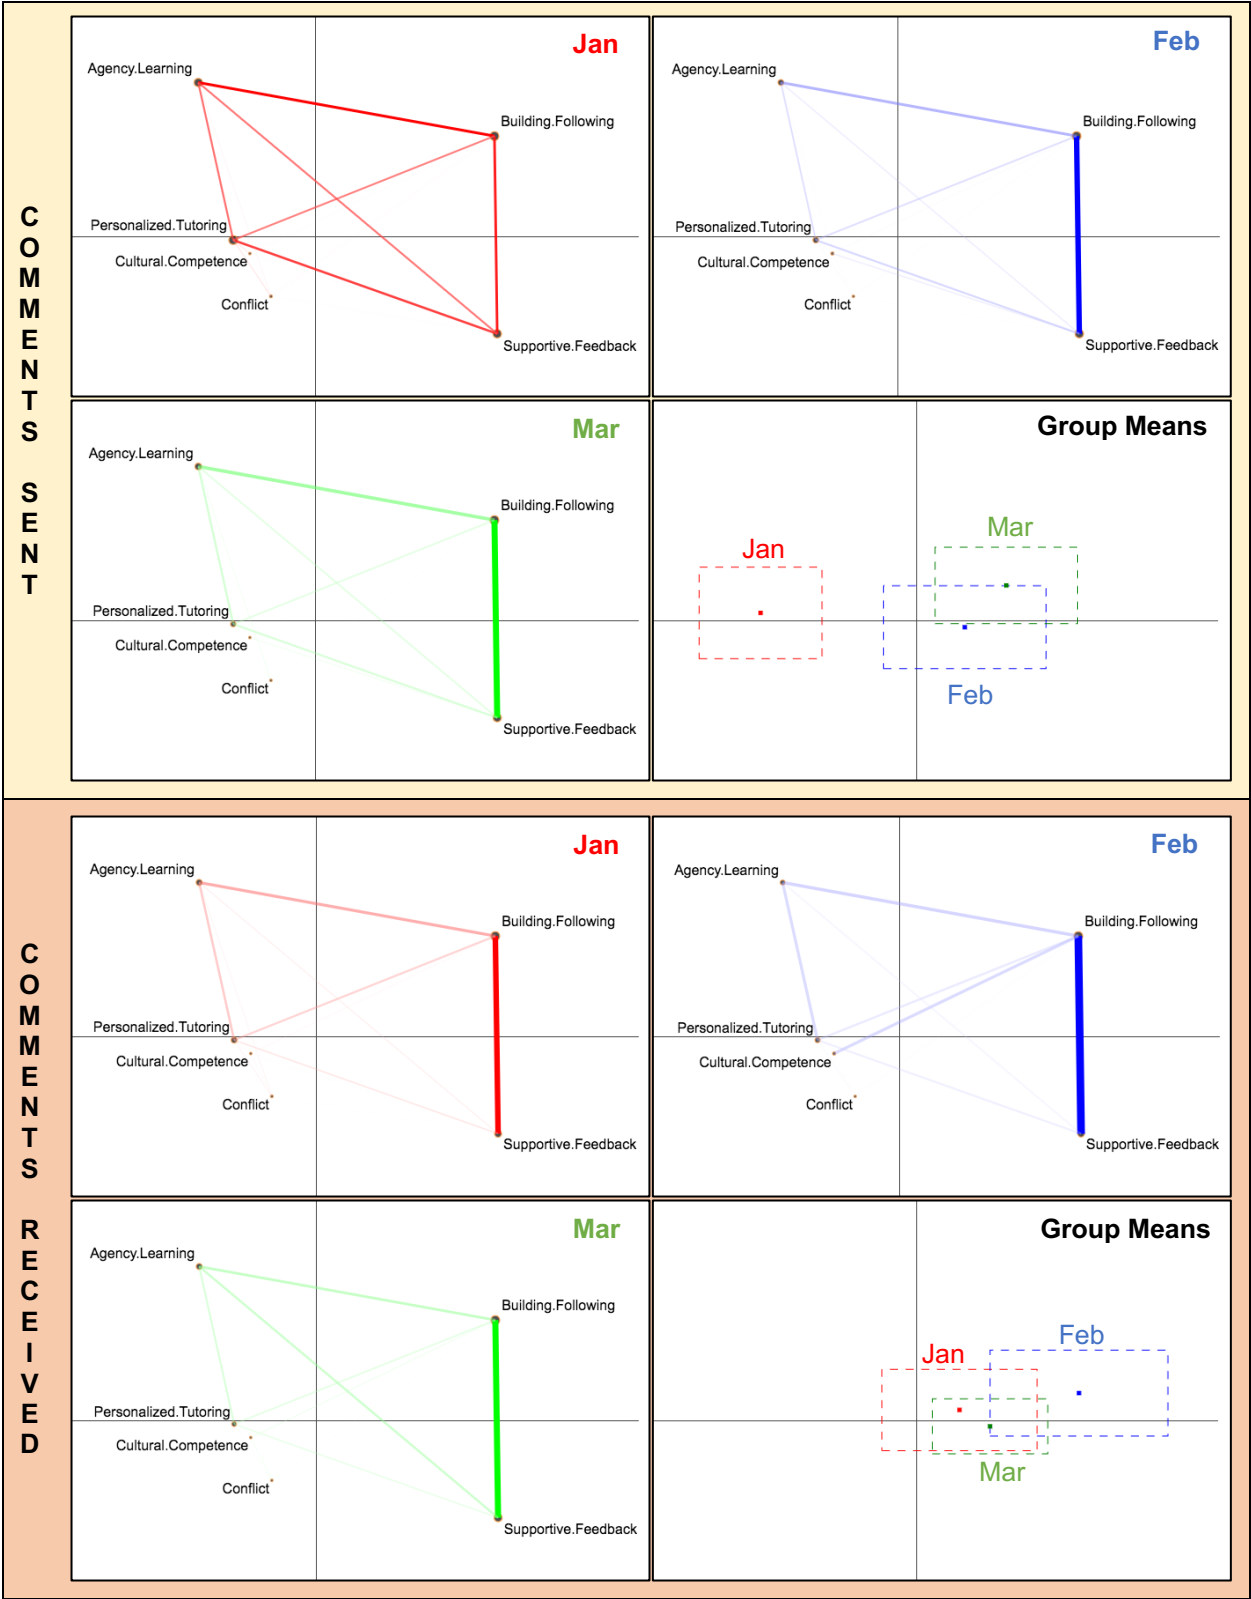 COMMENTS SENT
Jan
Agency.Learning
Building.Following
Personalized.Tutoring
Cultural.Competence
Conflict
Supportive.Feedback
Feb
Agency.Learning
Building.Following
Personalized.Tutoring
Cultural.Competence
Conflict
Supportive.Feedback
Mar
Agency.Learning
Building.Following
Personalized.Tutoring
Cultural.Competence
Conflict
Supportive.Feedback
Group Means
Mar
Jan
Feb
COMMENTS RECEIVED
Jan
Agency.Learning
Building.Following
Personalized.Tutoring
Cultural.Competence
Conflict
Supportive.Feedback
Feb
Agency.Learning
Building.Following
Personalized.Tutoring
Cultural.Competence
Conflict
Supportive.Feedback
Mar
Agency.Learning
Building.Following
Personalized.Tutoring
Cultural.Competence
Conflict
Supportive.Feedback
Group Means
Feb
Jan
Mar